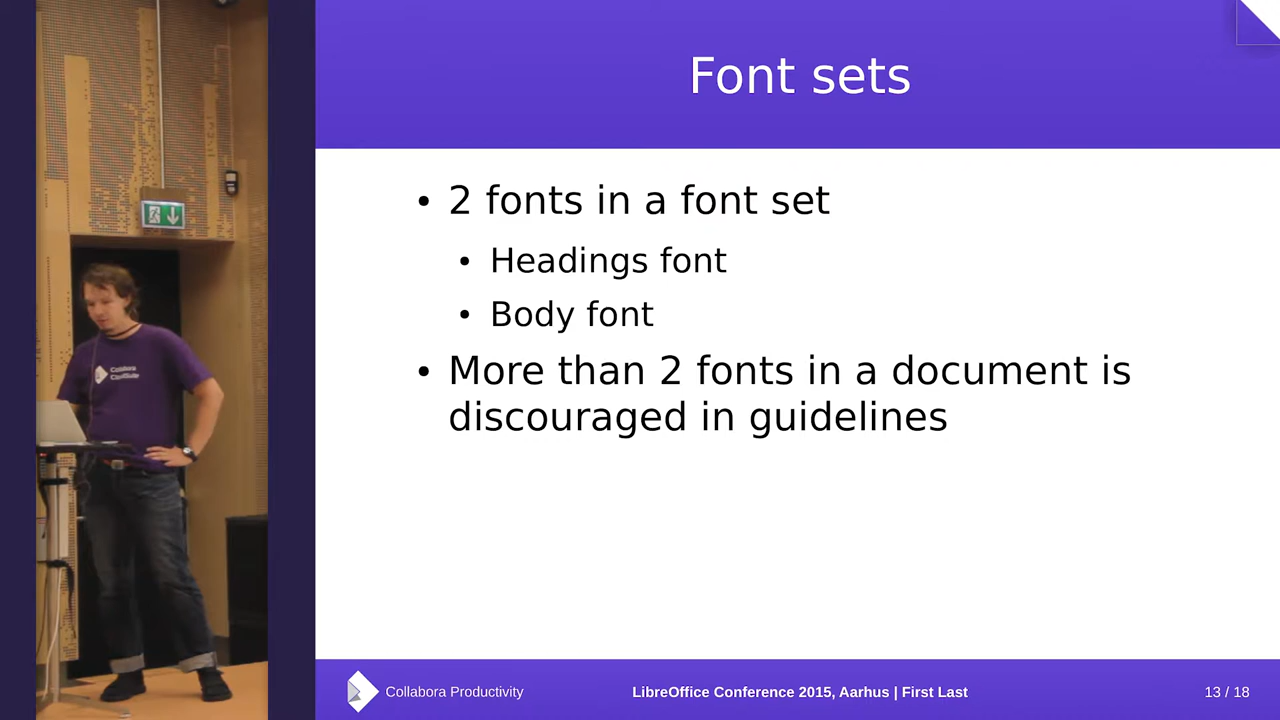 Font sets
• 2 fonts in a font set
• Headings font
• Body font
• More than 2 fonts in a document is
discouraged in guidelines
Collabora
Collabora Productivity
LibreOffice Conference 2015, Aarhus | First Last
13 / 18